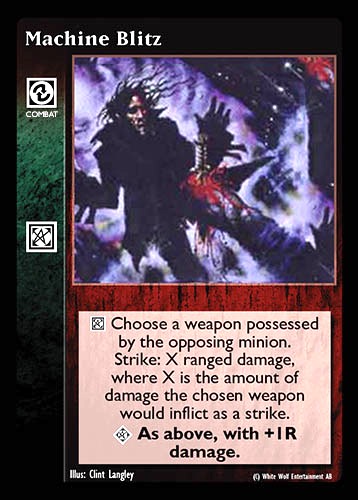 Machine Blitz
COMBAT
Choose a weapon possessed
by the opposing minion.
Strike: X ranged damage,
where X is the amount of
damage the chosen weapon
would inflict as a strike.
As above, with +1R
damage.
Illus: Clint Langley
(C) White Wolf Entertainment AB